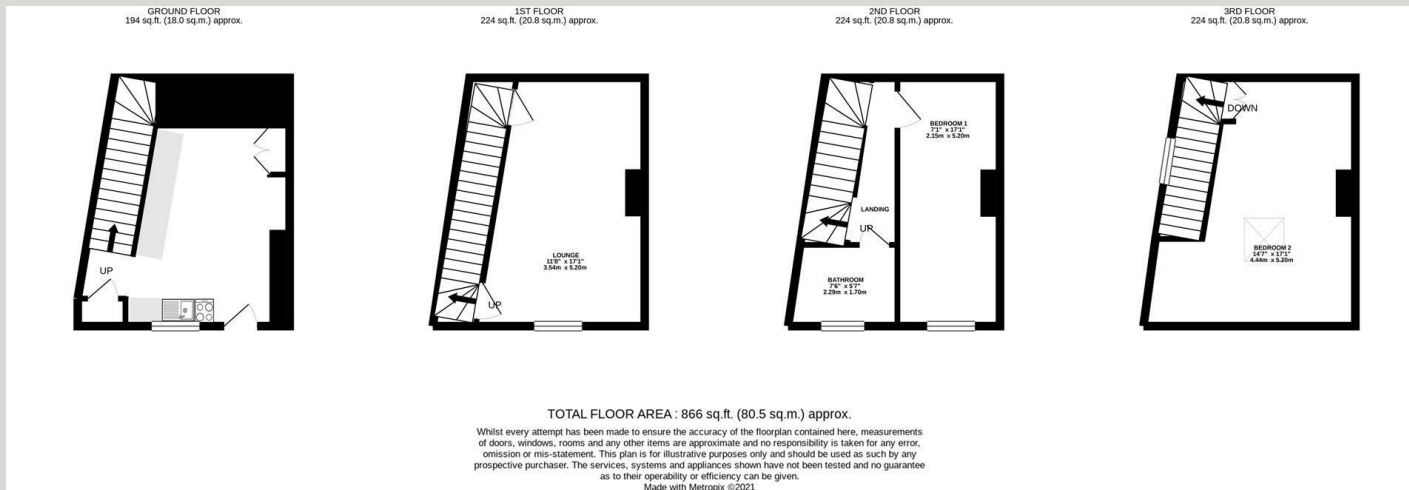 GROUND FLOOR
194 sq.ft. (18.0 sq.m.) approx.
1ST FLOOR
224 sq.ft. (20.8 sq.m.) approx.
2ND FLOOR
224 sq.ft. (20.8 sq.m.) approx.
3RD FLOOR
224 sq.ft. (20.8 sq.m.) approx.
UP
LOUNGE
11'8" x 17'1"
3.54m x 5.20m
UP
BEDROOM 1
7'1" x 17'1"
2.15m x 5.20m
LANDING
UP
BATHROOM
7'6" x 5'7"
2.29m x 1.70m
DOWN
BEDROOM 2
14'7" x 17'1"
4.44m x 5.20m
TOTAL FLOOR AREA : 866 sq.ft. (80.5 sq.m.) approx.
Whilst every attempt has been made to ensure the accuracy of the floorplan contained here, measurements
of doors, windows, rooms and any other items are approximate and no responsibility is taken for any error,
omission or mis-statement. This plan is for illustrative purposes only and should be used as such by any
prospective purchaser. The services, systems and appliances shown have not been tested and no guarantee
as to their operability or efficiency can be given.
Made with Metropix ©2021